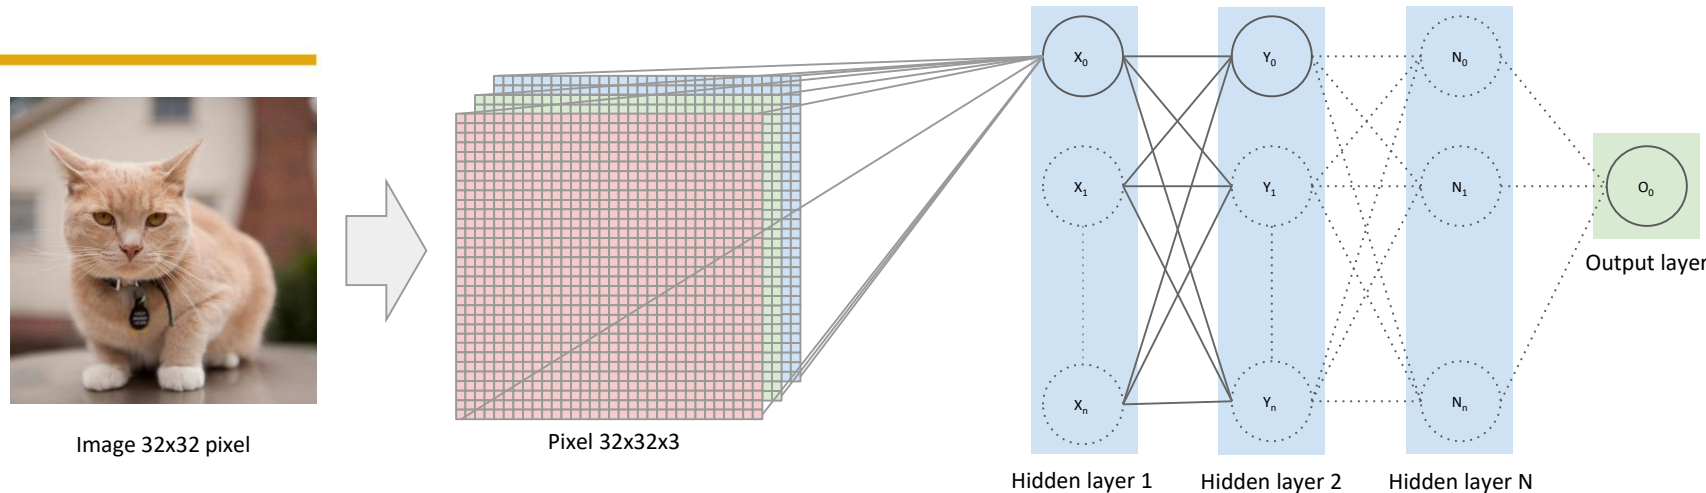 X₀
Y₀
N₀
X₁
Y₁
N₁
O₀
Output layer
Xₙ
Yₙ
Nₙ
Image 32x32 pixel
Pixel 32x32x3
Hidden layer 1
Hidden layer 2
Hidden layer N